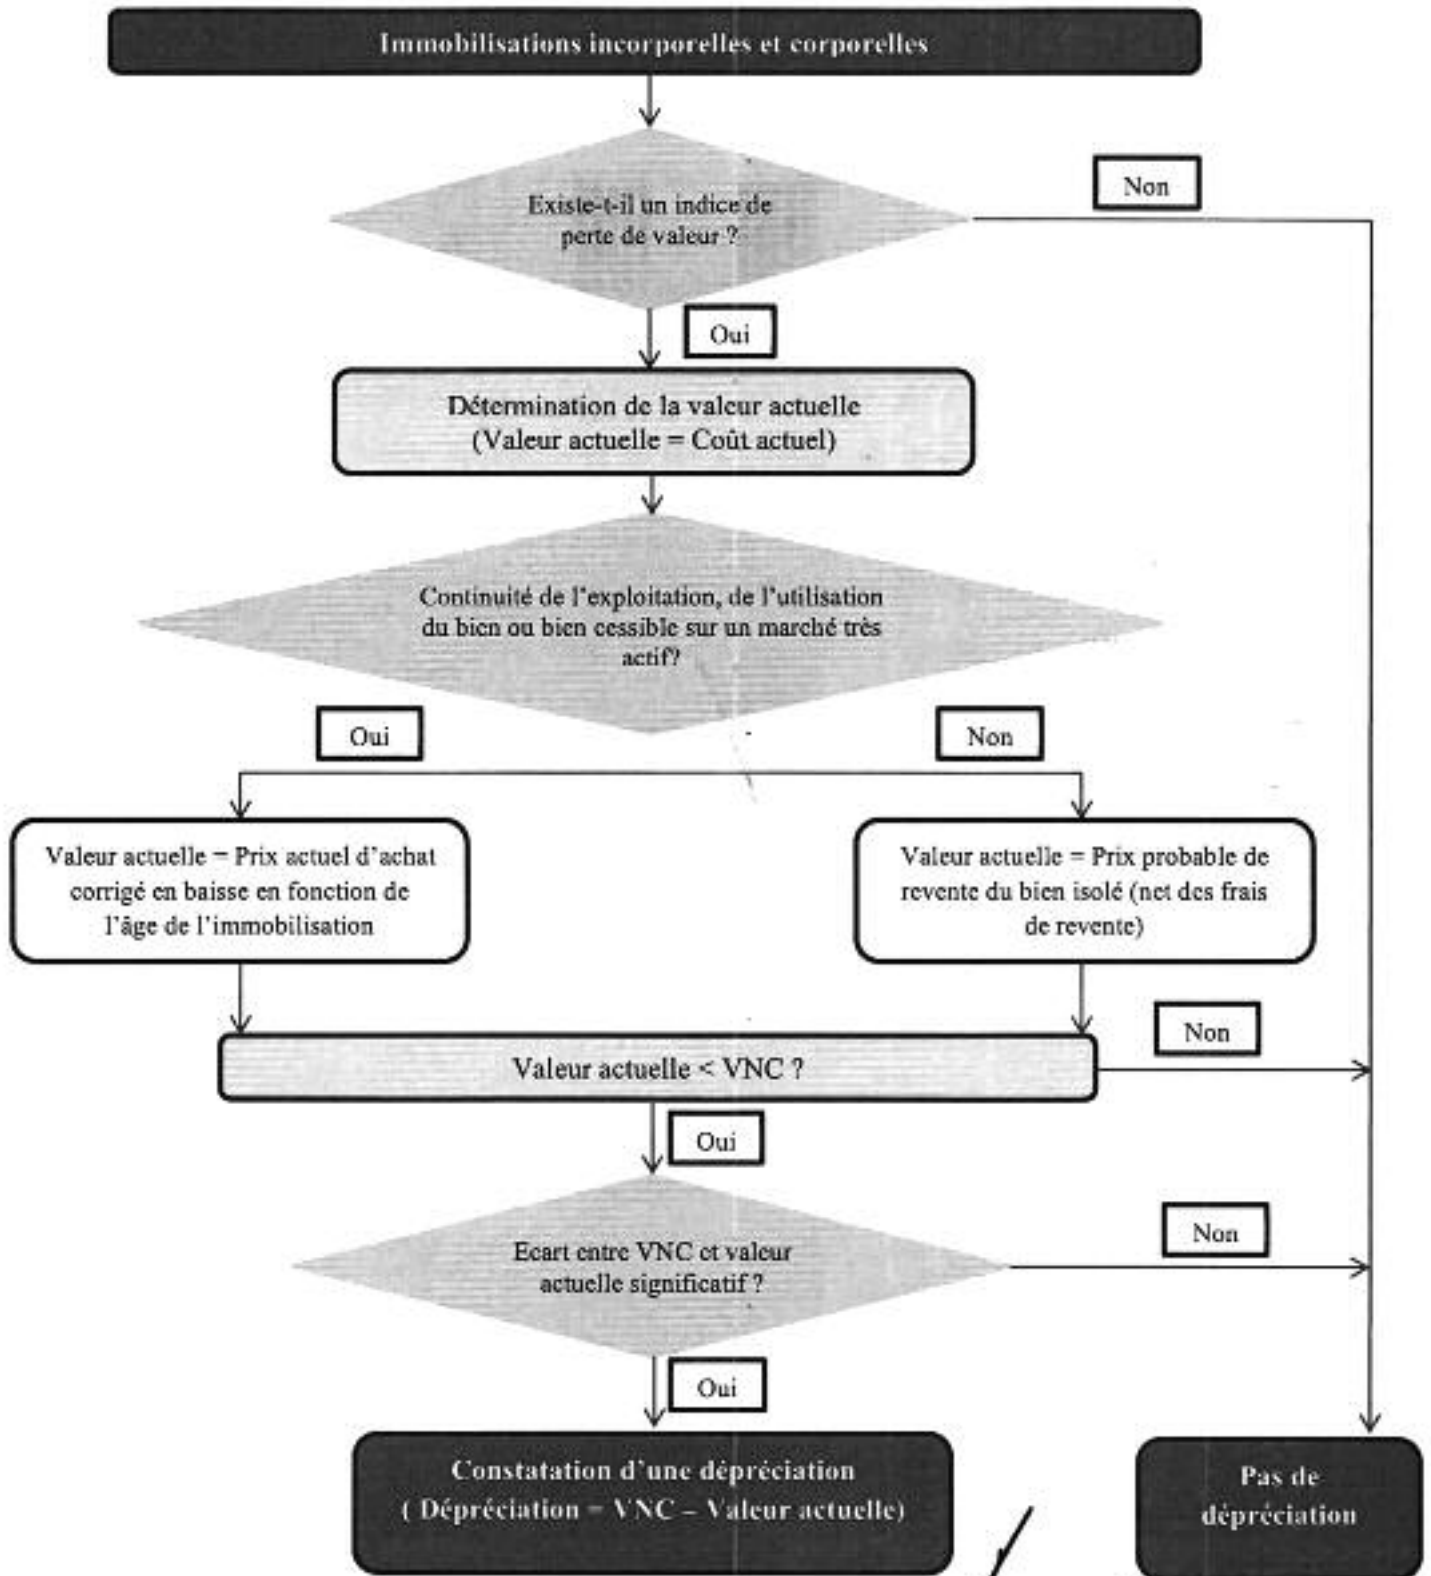 Immobilisations incorporelles et corporelles
Existe-t-il un indice de
perte de valeur ?
Non
Oui
Détermination de la valeur actuelle
(Valeur actuelle = Coût actuel)
Continuité de l'exploitation, de l'utilisation
du bien ou bien cessible sur un marché très
actif?
Oui
Non
Valeur actuelle = Prix actuel d'achat
corrigé en baisse en fonction de
l'âge de l'immobilisation
Valeur actuelle = Prix probable de
revente du bien isolé (net des frais
de revente)
Valeur actuelle < VNC ?
Non
Oui
Ecart entre VNC et valeur
actuelle significatif ?
Non
Oui
Constatation d'une dépréciation
( Dépréciation = VNC – Valeur actuelle)
Pas de
dépréciation